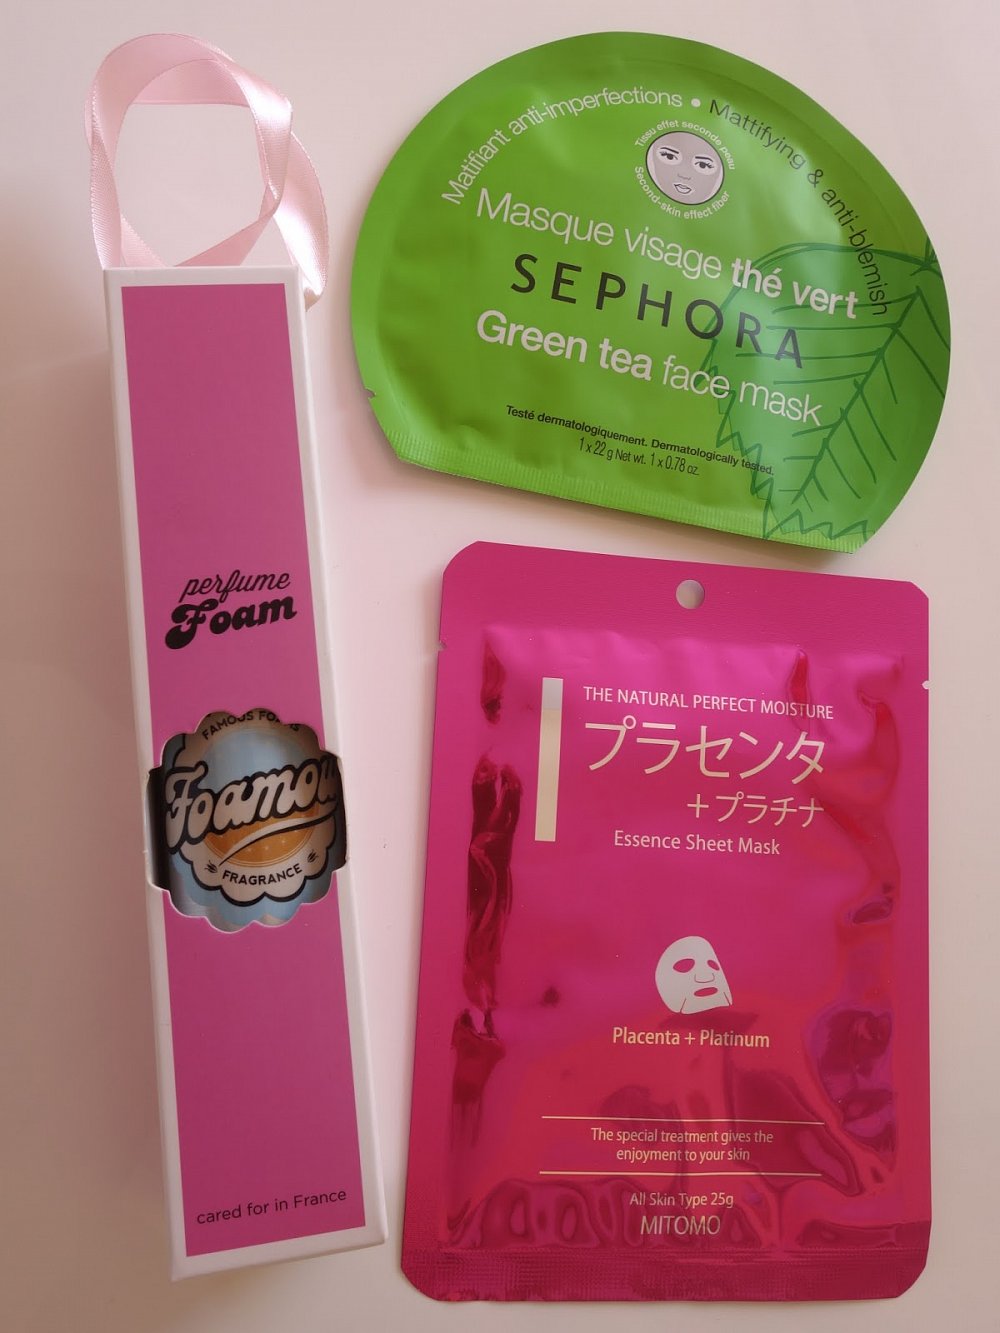 perfume
Foam
FAMOUS
Foamou
FRAGRANCE
cared for in France
Matifiant anti-imperfections • Mattifying & anti-blemish
Tissu effet seconde peau
Second-skin effect fiber
Masque visage thé vert
SEPHORA
Green tea face mask
Testé dermatologiquement. Dermatologically tested.
1 x 22 g Net wt. 1 x 0.78 oz.
THE NATURAL PERFECT MOISTURE
プラセンタ
+プラチナ
Essence Sheet Mask
Placenta + Platinum
The special treatment gives the
enjoyment to your skin
All Skin Type 25g
MITOMO